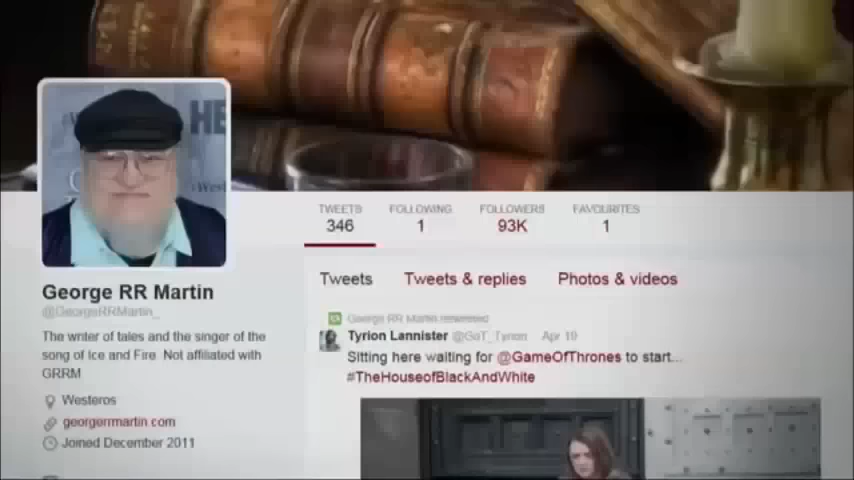 HB
West
TWEETS FOLLOWING FOLLOWERS FAVOURITES
346 1 93K 1
Tweets Tweets & replies Photos & videos
George RR Martin
@GeorgeRRMartin_
The writer of tales and the singer of the
song of Ice and Fire. Not affiliated with
GRRM
Westeros
georgerrmartin.com
Joined December 2011
George RR Martin retweeted
Tyrion Lannister @GoT_Tyrion Apr 19
Sitting here waiting for @GameOfThrones to start...
#TheHouseofBlackAndWhite